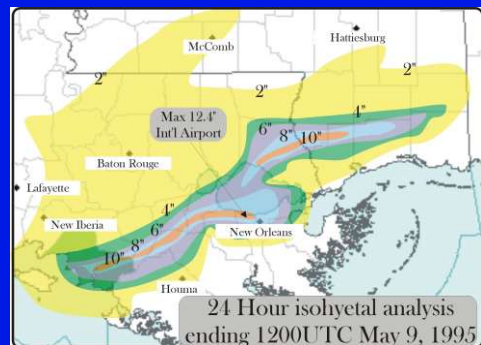 McComb
Hattiesburg
2"
2"
2"
4"
6"
8"
10"
Max 12.4"
Int'l Airport
Baton Rouge
Lafayette
New Iberia
4"
6"
8"
10"
New Orleans
Houma
24 Hour isohyetal analysis
ending 1200UTC May 9, 1995